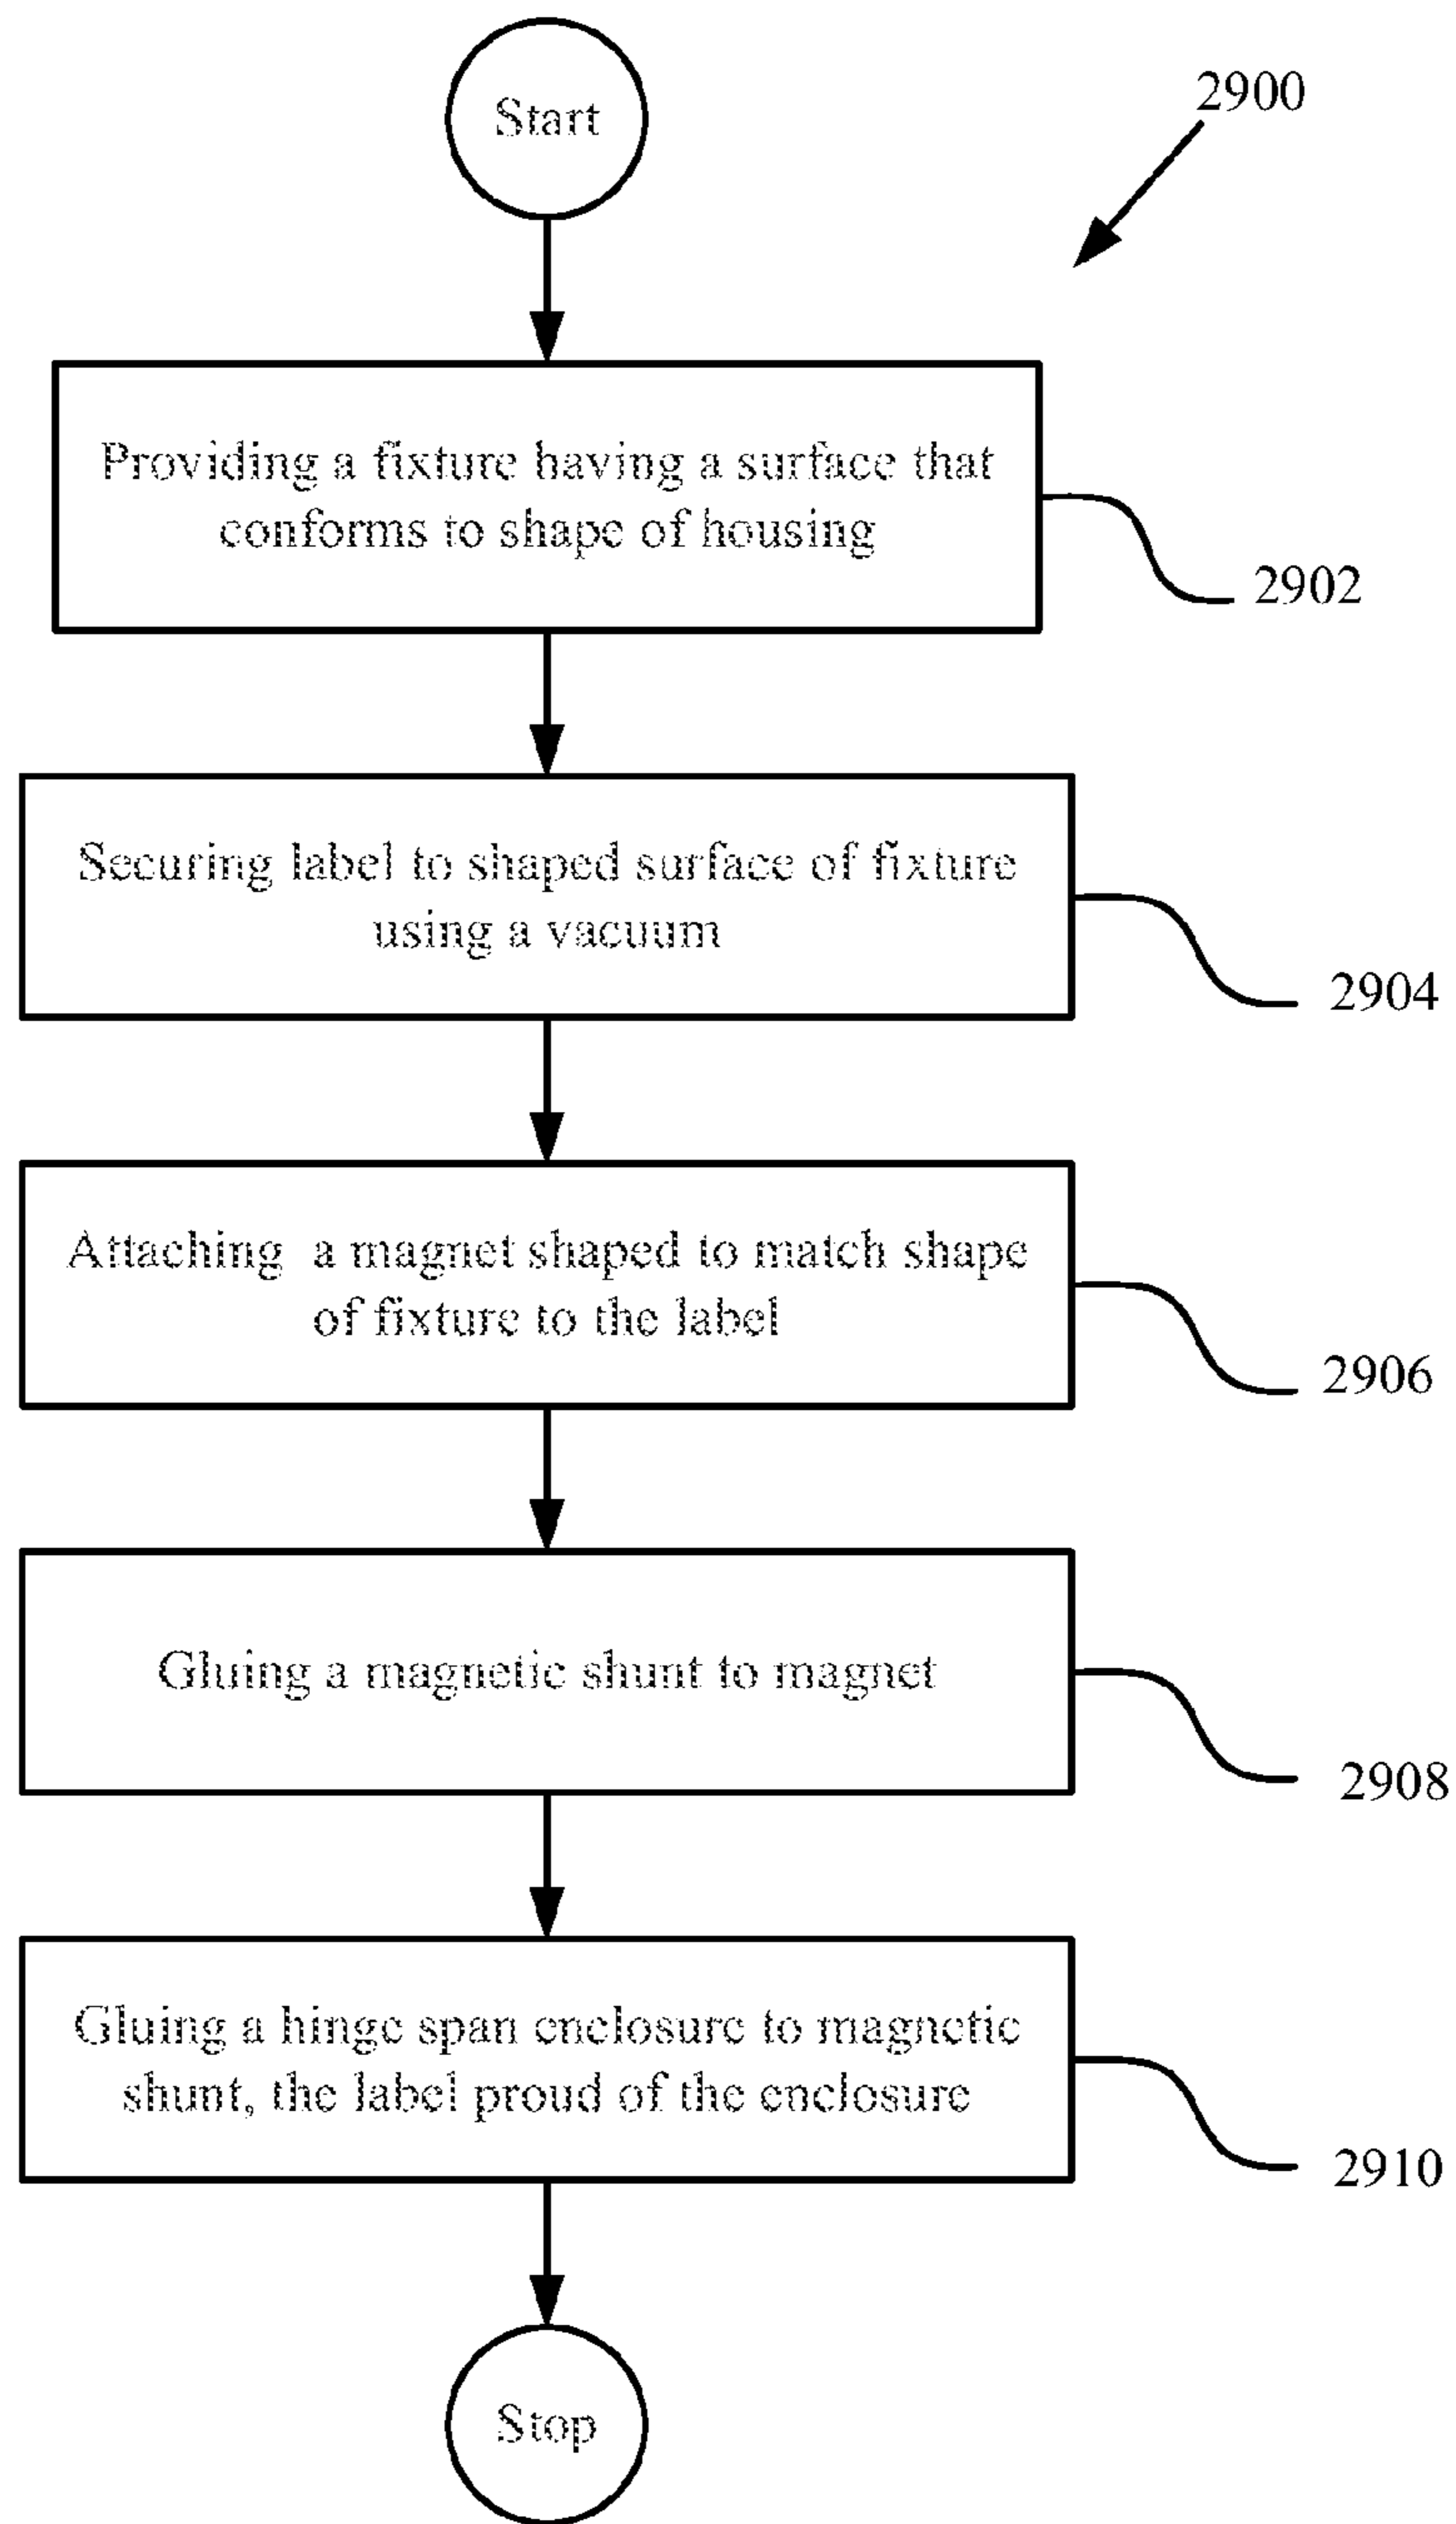 Start
2900
Providing a fixture having a surface that
conforms to shape of housing
2902
Securing label to shaped surface of fixture
using a vacuum
2904
Attaching a magnet shaped to match shape
of fixture to the label
2906
Gluing a magnetic shunt to magnet
2908
Gluing a hinge span enclosure to magnetic
shunt, the label proud of the enclosure
2910
Stop